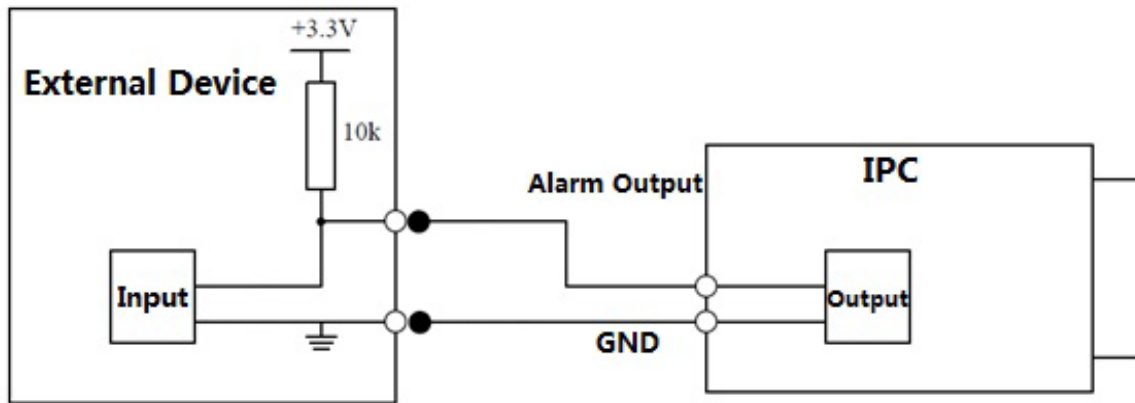 +3.3V
External Device
10k
Alarm Output
IPC
Input
Output
GND